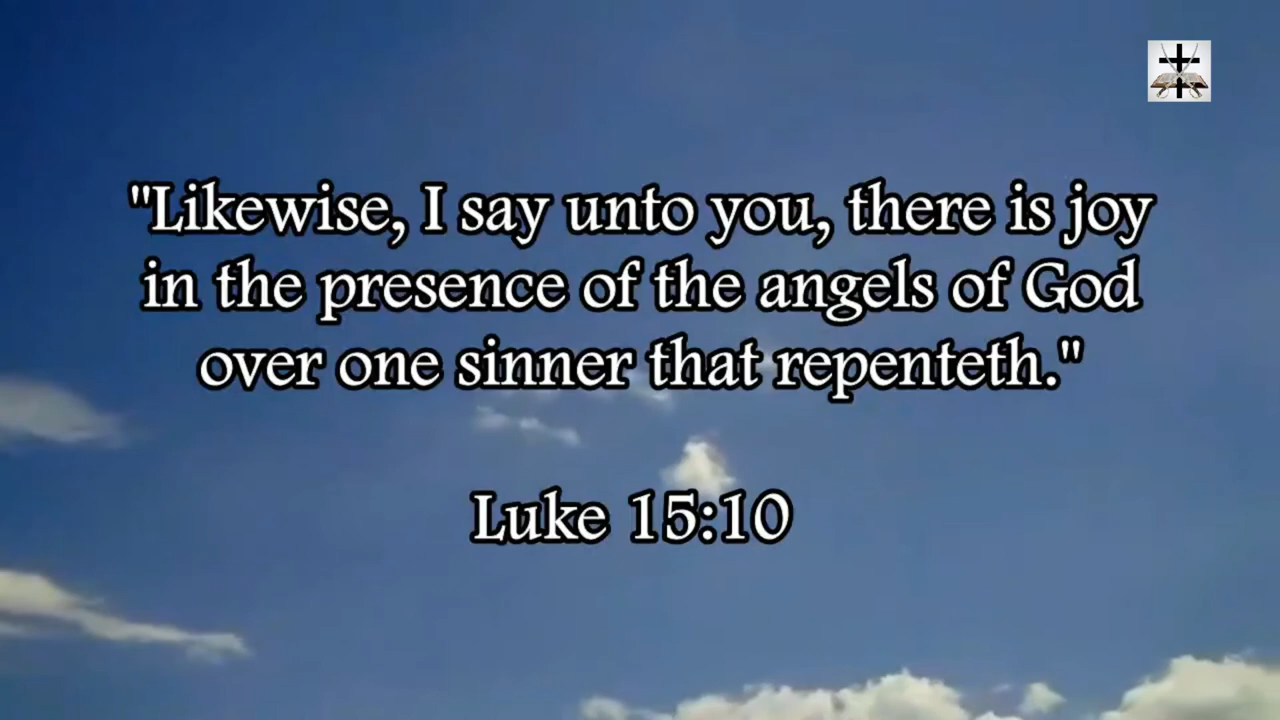 "Likewise, I say unto you, there is joy
in the presence of the angels of God
over one sinner that repenteth."
Luke 15:10